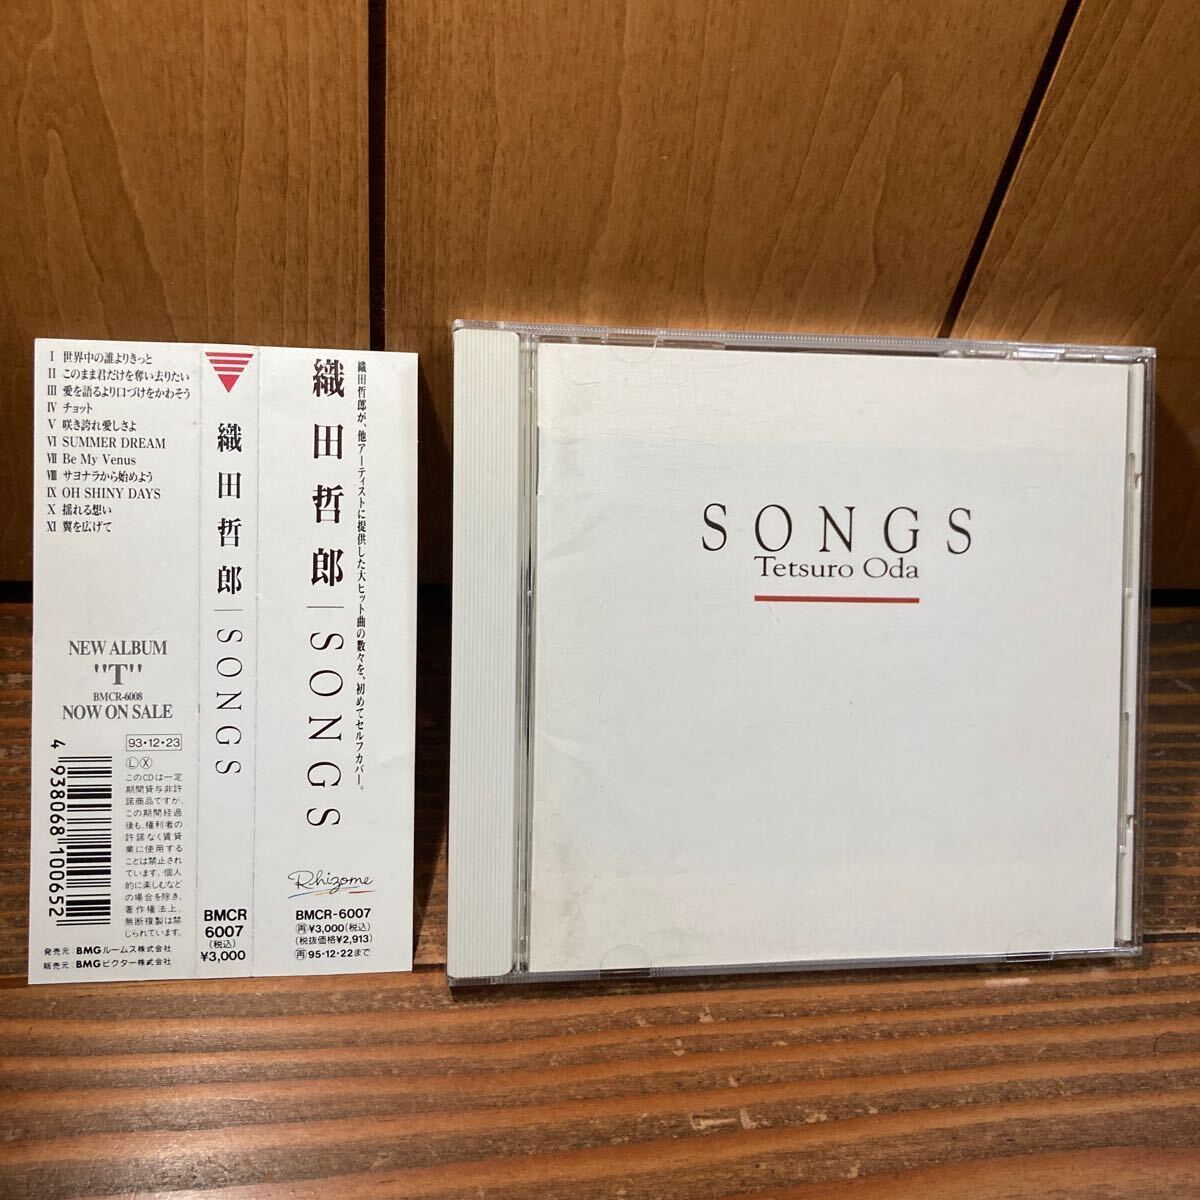 I 世界中の誰よりきっと
II このまま君だけを奪い去りたい
III 愛を語るより口づけをかわそう
IV チョット
V 咲き誇れ愛しさよ
VI SUMMER DREAM
VII Be My Venus
VIII サヨナラから始めよう
IX OH SHINY DAYS
X 揺れる想い
XI 翼を広げて
NEW ALBUM
"T"
BMCR-6008
NOW ON SALE
4 938068 100652
93・12・23
Ⓛ Ⓧ
このCDは一定
期間貸与非許
諾商品ですが、
この期間経過
後も、権利者の
許諾なく賃貸
業に使用する
ことは禁止され
ています。個人
的に楽しむなど
の場合を除き、
著作権法上、
無断複製は禁
じられています。
発売元：BMGルームス株式会社
販売元：BMGビクター株式会社
織田哲郎｜SONGS
BMCR
6007
(税込)
¥3,000
織田哲郎が、他アーティストに提供した大ヒット曲の数々を、初めてセルフカバー。
織田哲郎｜SONGS
Rhizome
BMCR-6007
㊢¥3,000(税込)
(税抜価格¥2,913)
㊢95・12・22まで
SONGS
Tetsuro Oda